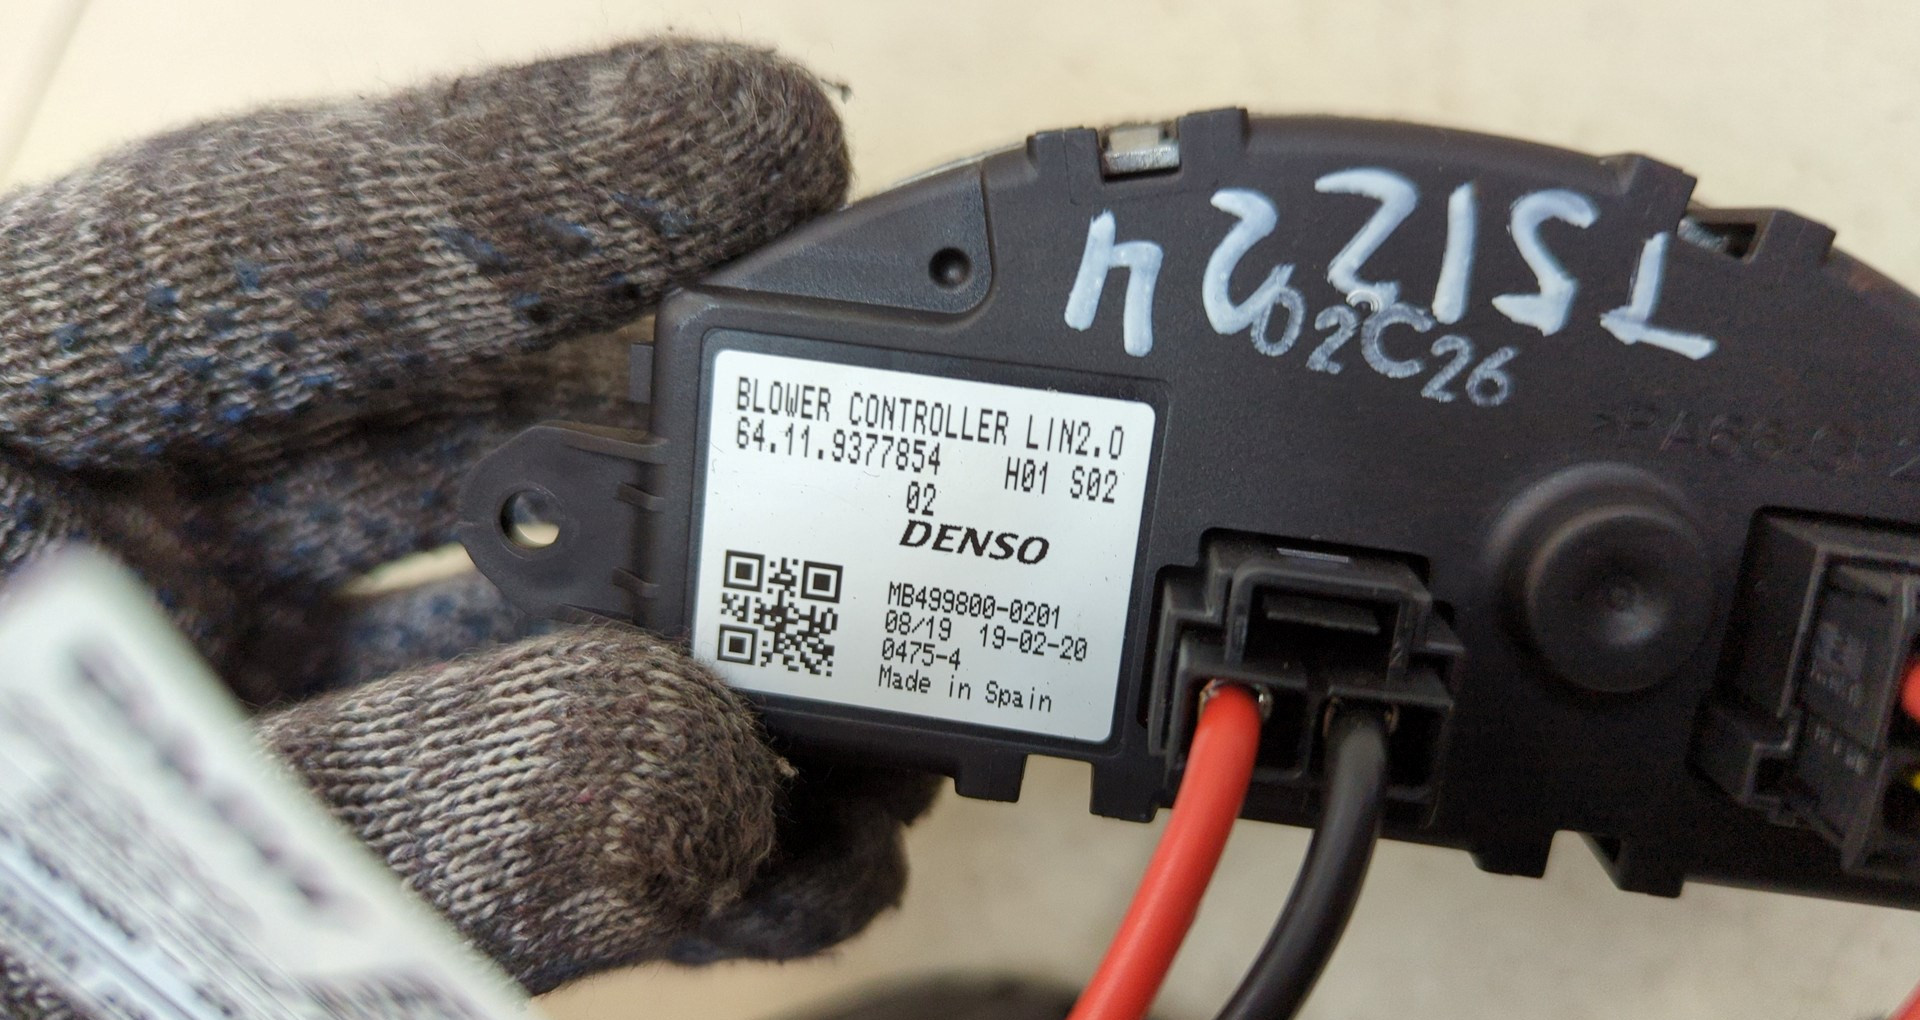 02C26
BLOWER CONTROLLER LIN2.0
64.11.9377854 H01 S02
02
DENSO
MB499800-0201
08/19 19-02-20
0475-4
Made in Spain